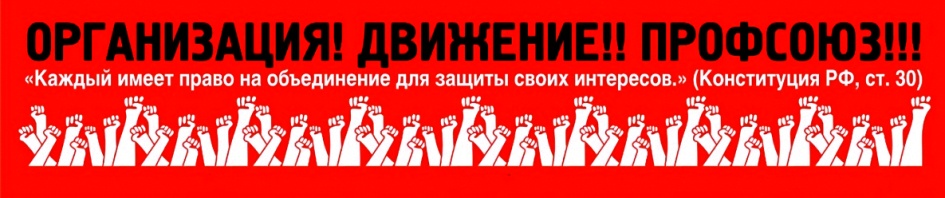 ОРГАНИЗАЦИЯ! ДВИЖЕНИЕ!! ПРОФСОЮЗ!!!
«Каждый имеет право на объединение для защиты своих интересов.» (Конституция РФ, ст. 30)